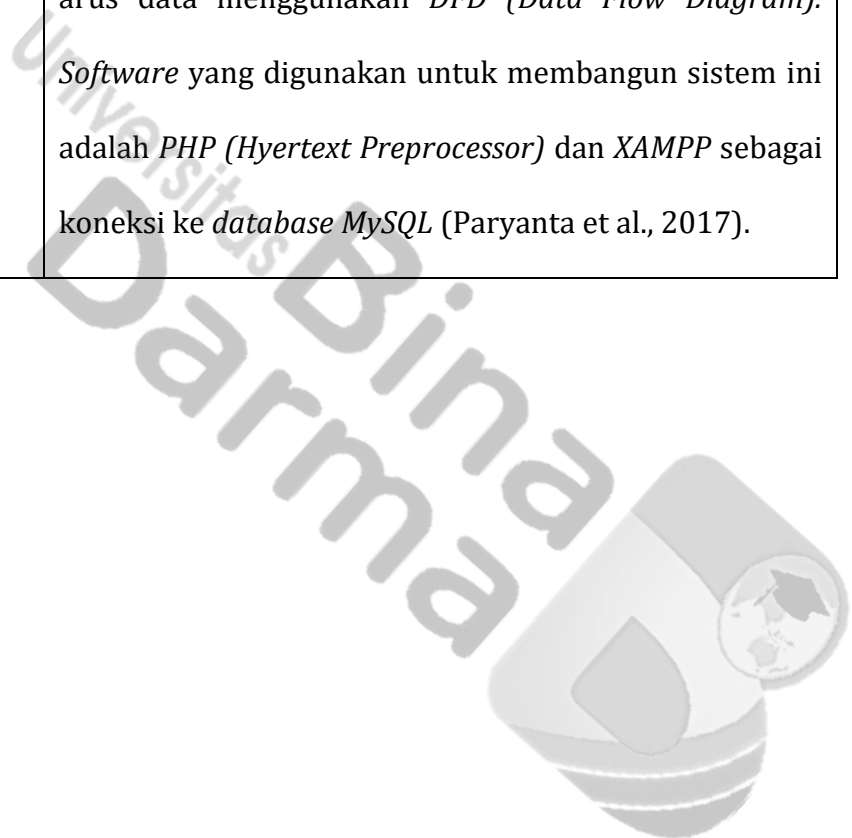 arus data menggunakan DFD (Data Flow Diagram).
Software yang digunakan untuk membangun sistem ini
adalah PHP (Hyertext Preprocessor) dan XAMPP sebagai
koneksi ke database MySQL (Paryanta et al., 2017).
Universitas
Bina
Darma